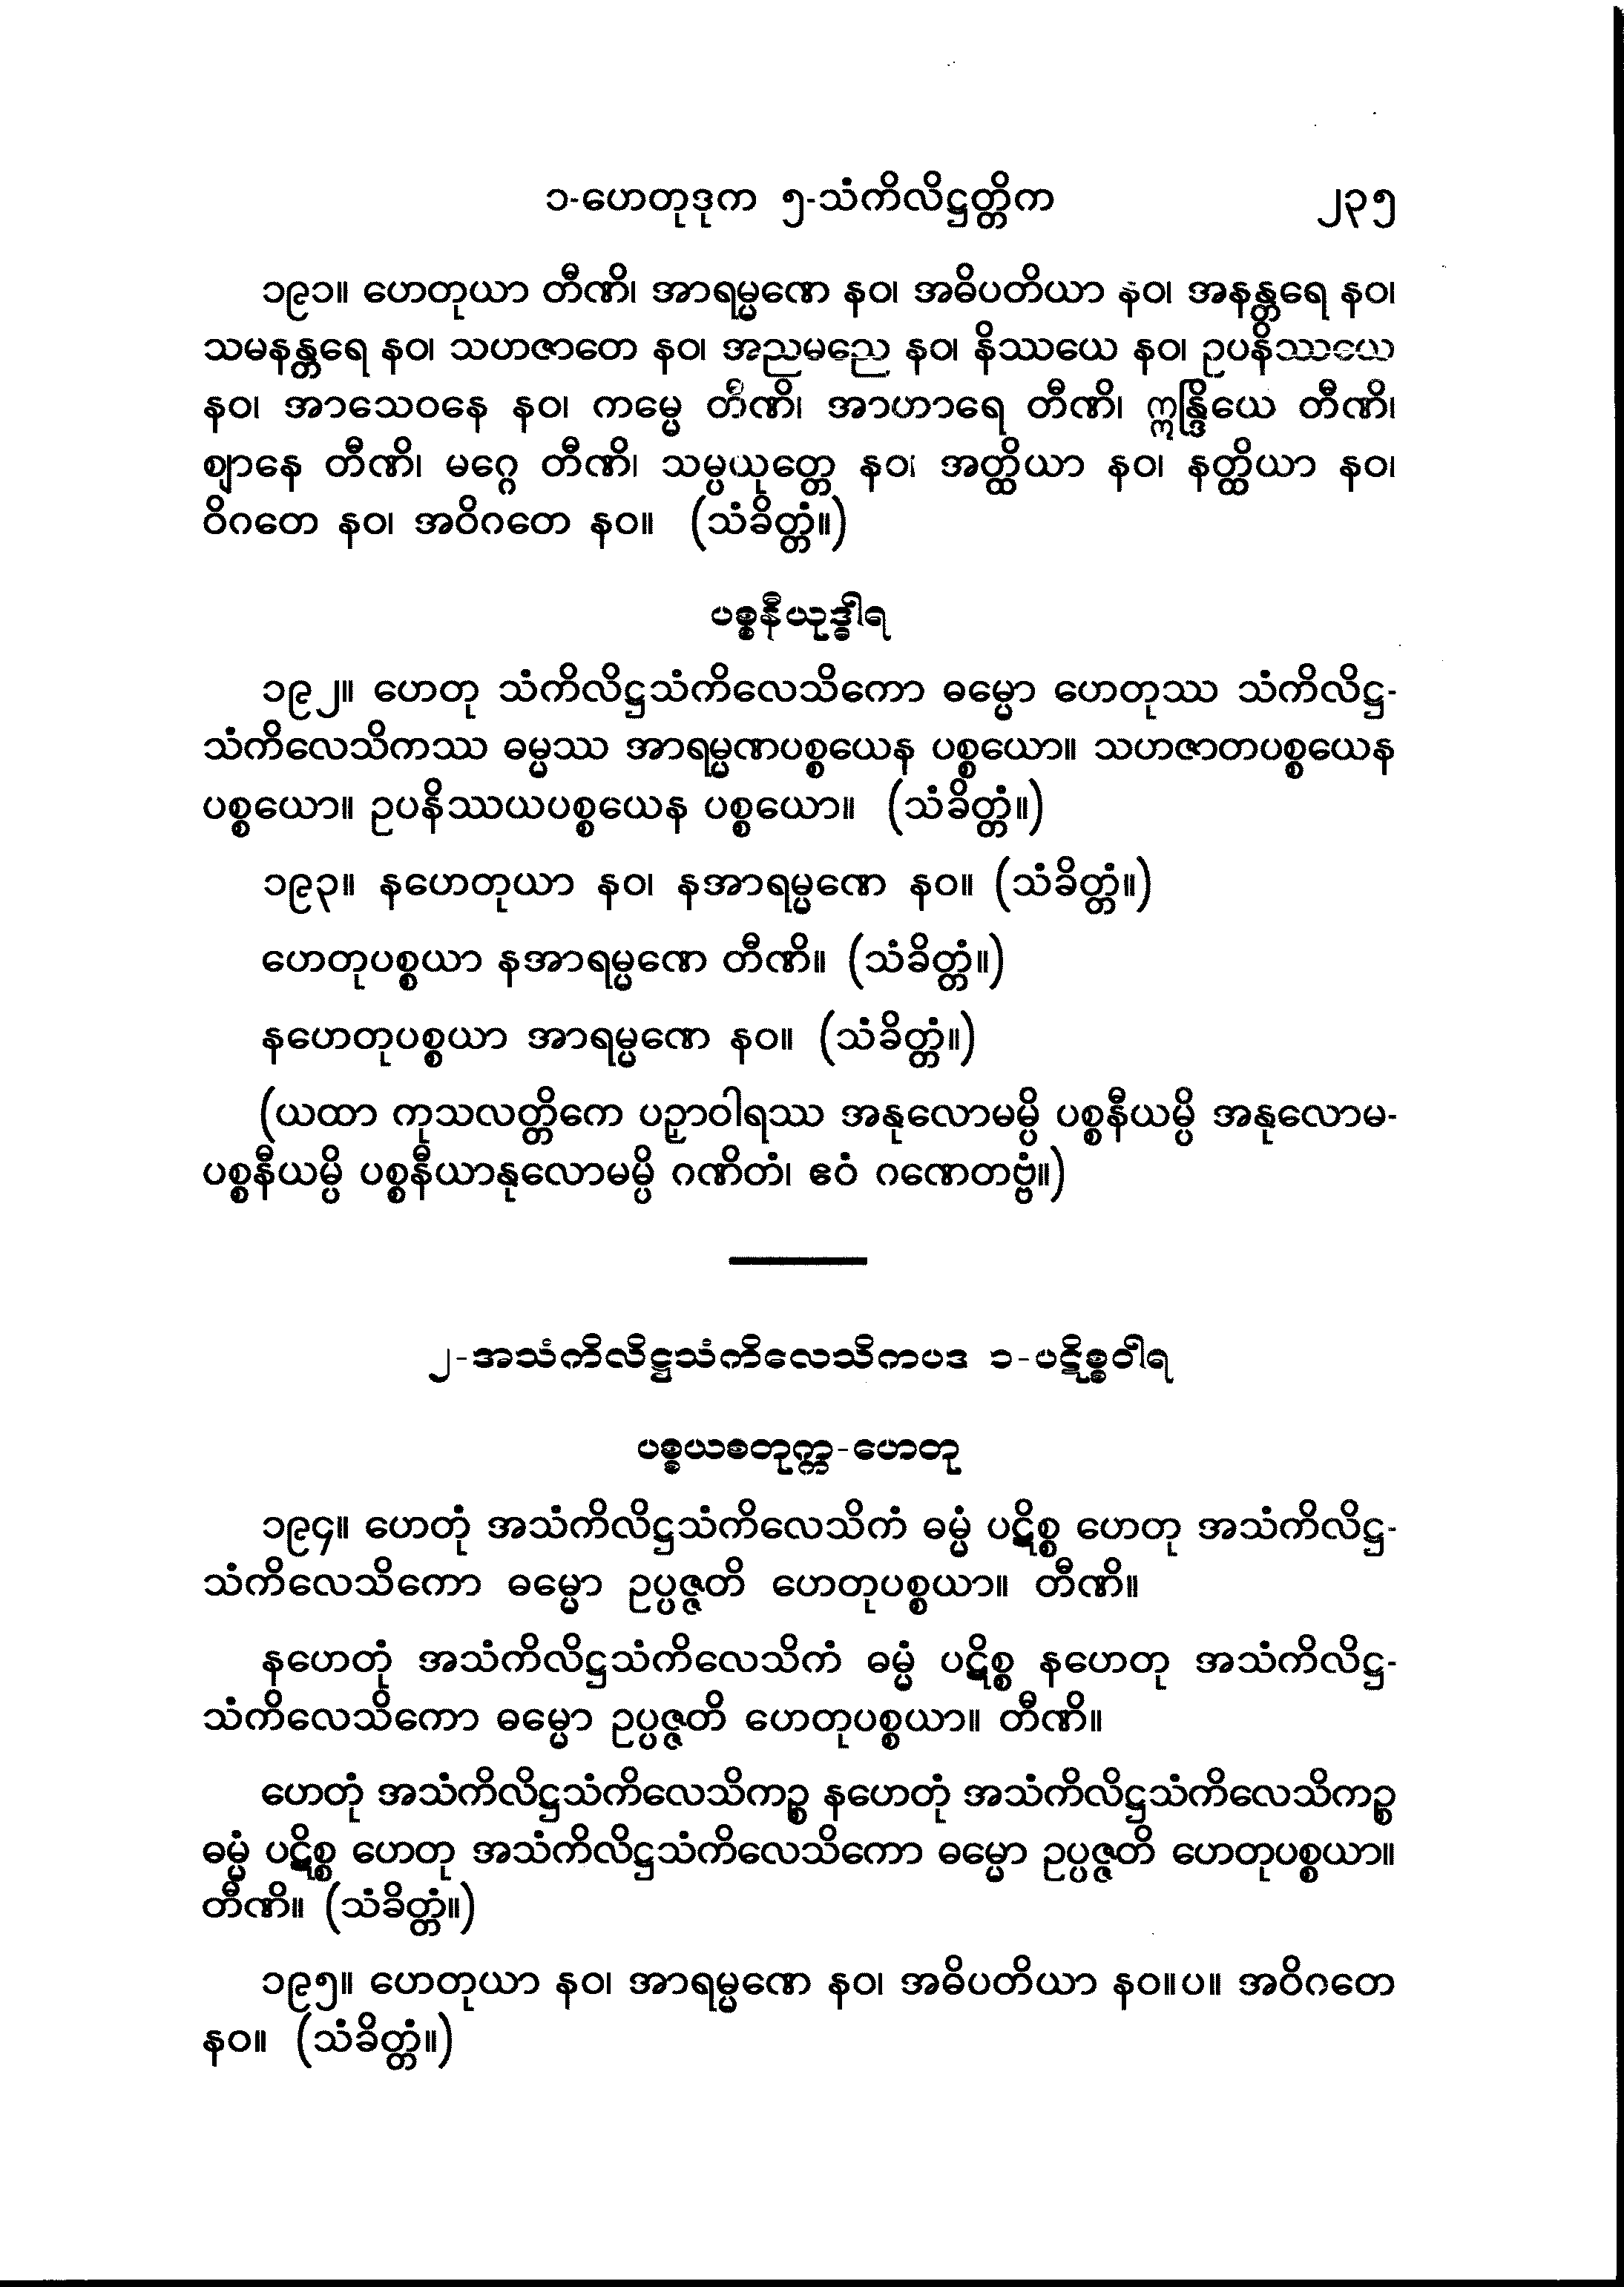 ၁-ဟေတုဒုက ၅-သံကိလိဋ္ဌတ္တိက ၂၃၅
၁၉၁။ ဟေတုယာ တီဏိ၊ အာရမ္မဏေ နဝ၊ အဓိပတိယာ နဝ၊ အနန္တရေ နဝ၊
သမနန္တရေ နဝ၊ သဟဇာတေ နဝ၊ အညမညေ နဝ၊ နိဿယေ နဝ၊ ဥပနိဿယေ
နဝ၊ အာသေဝနေ နဝ၊ ကမ္မေ တီဏိ၊ အာဟာရေ တီဏိ၊ ဣန္ဒြိယေ တီဏိ၊
ဈာနေ တီဏိ၊ မဂ္ဂေ တီဏိ၊ သမ္ပယုတ္တေ နဝ၊ အတ္ထိယာ နဝ၊ နတ္ထိယာ နဝ၊
ဝိဂတေ နဝ၊ အဝိဂတေ နဝ။ (သံခိတ္တံ။)
ပစ္စနီယုဒ္ဓါရ
၁၉၂။ ဟေတု သံကိလိဋ္ဌသံကိလေသိကော ဓမ္မော ဟေတုဿ သံကိလိဋ္ဌ-
သံကိလေသိကဿ ဓမ္မဿ အာရမ္မဏပစ္စယေန ပစ္စယော။ သဟဇာတပစ္စယေန
ပစ္စယော။ ဥပနိဿယပစ္စယေန ပစ္စယော။ (သံခိတ္တံ။)
၁၉၃။ နဟေတုယာ နဝ၊ နအာရမ္မဏေ နဝ။ (သံခိတ္တံ။)
ဟေတုပစ္စယာ နအာရမ္မဏေ တီဏိ။ (သံခိတ္တံ။)
နဟေတုပစ္စယာ အာရမ္မဏေ နဝ။ (သံခိတ္တံ။)
(ယထာ ကုသလတ္တိကေ ပဉှာဝါရဿ အနုလောမမ္ပိ ပစ္စနီယမ္ပိ အနုလောမ-
ပစ္စနီယမ္ပိ ပစ္စနီယာနုလောမမ္ပိ ဂဏိတံ၊ ဧဝံ ဂဏေတဗ္ဗံ။)
၂-အသံကိလိဋ္ဌသံကိလေသိကပဒ ၁-ပဋိစ္စဝါရ
ပစ္စယစတုက္က-ဟေတု
၁၉၄။ ဟေတုံ အသံကိလိဋ္ဌသံကိလေသိကံ ဓမ္မံ ပဋိစ္စ ဟေတု အသံကိလိဋ္ဌ-
သံကိလေသိကော ဓမ္မော ဥပ္ပဇ္ဇတိ ဟေတုပစ္စယာ။ တီဏိ။
နဟေတုံ အသံကိလိဋ္ဌသံကိလေသိကံ ဓမ္မံ ပဋိစ္စ နဟေတု အသံကိလိဋ္ဌ-
သံကိလေသိကော ဓမ္မော ဥပ္ပဇ္ဇတိ ဟေတုပစ္စယာ။ တီဏိ။
ဟေတုံ အသံကိလိဋ္ဌသံကိလေသိကဉ္စ နဟေတုံ အသံကိလိဋ္ဌသံကိလေသိကဉ္စ
ဓမ္မံ ပဋိစ္စ ဟေတု အသံကိလိဋ္ဌသံကိလေသိကော ဓမ္မော ဥပ္ပဇ္ဇတိ ဟေတုပစ္စယာ။
တီဏိ။ (သံခိတ္တံ။)
၁၉၅။ ဟေတုယာ နဝ၊ အာရမ္မဏေ နဝ၊ အဓိပတိယာ နဝ။ပ။ အဝိဂတေ
နဝ။ (သံခိတ္တံ။)